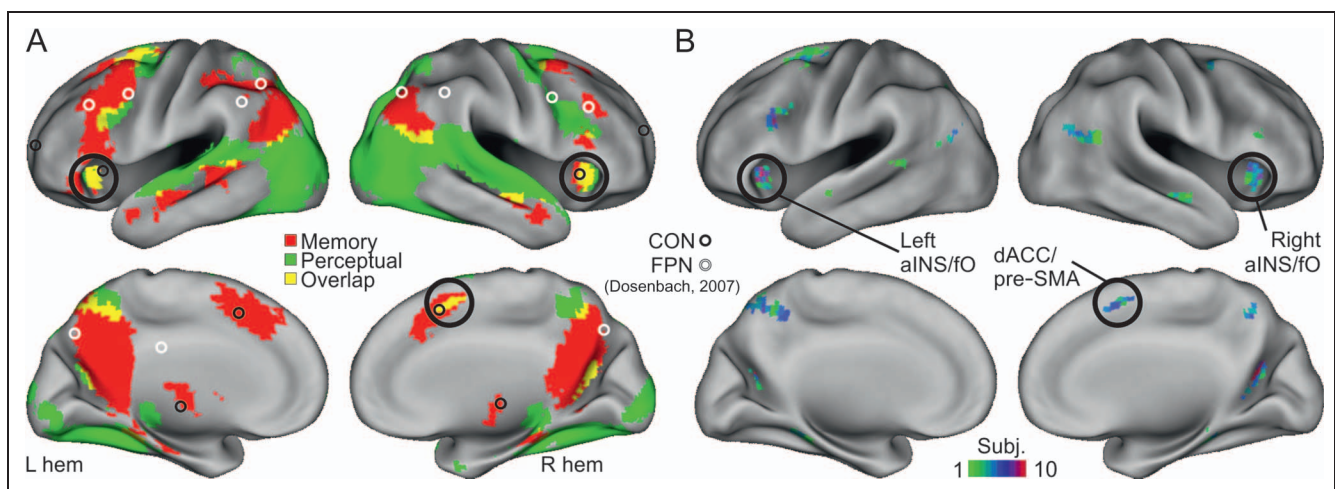 A
B
Memory
Perceptual
Overlap
CON
FPN
(Dosenbach, 2007)
L hem
R hem
Left
aINS/fO
Right
aINS/fO
dACC/
pre-SMA
Subj.
1 10